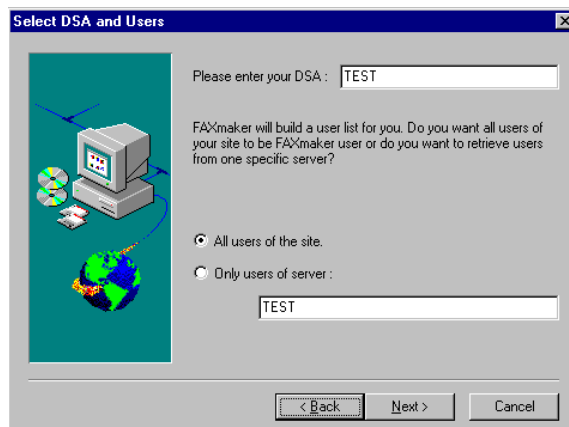 Select DSA and Users
Please enter your DSA : TEST
FAXmaker will build a user list for you. Do you want all users of
your site to be FAXmaker user or do you want to retrieve users
from one specific server?
All users of the site.
Only users of server :
TEST
< Back Next > Cancel